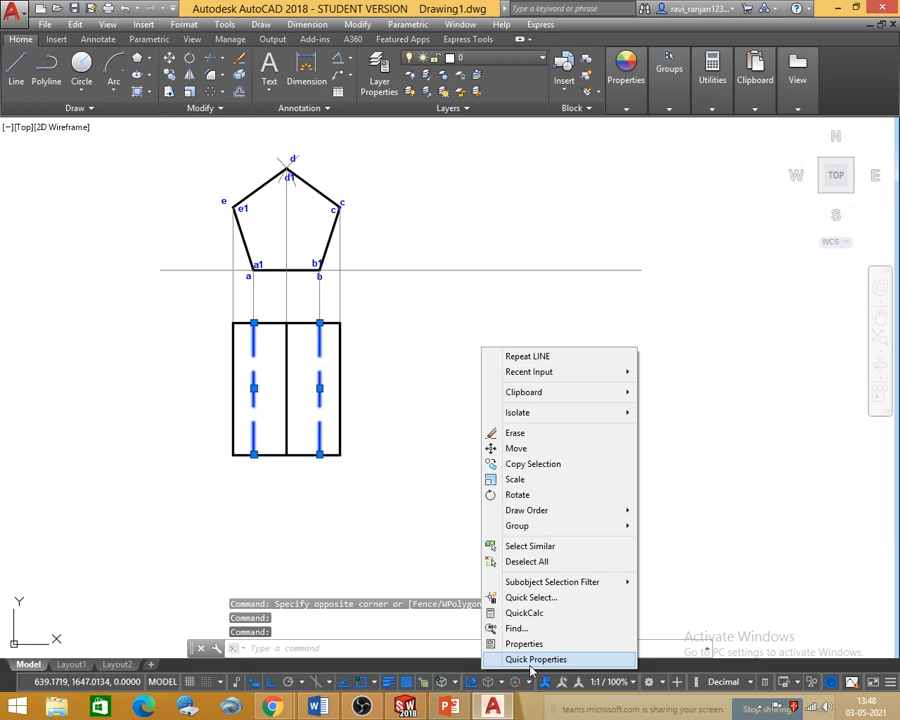 Autodesk AutoCAD 2018 - STUDENT VERSION Drawing1.dwg
Type a keyword or phrase
ravi_ranjan123...
File Edit View Insert Format Tools Draw Dimension Modify Parametric Window Help Express
Home Insert Annotate Parametric View Manage Output Add-ins A360 Featured Apps Express Tools
0
Line Polyline Circle Arc Text Dimension Layer Properties Insert Properties Groups Utilities Clipboard View
Draw Modify Annotation Layers Block
[−][Top][2D Wireframe]
N
W TOP E
S
WCS
d
d1
e e1 c
c'
a1 b1
a b
Repeat LINE
Recent Input
Clipboard
Isolate
Erase
Move
Copy Selection
Scale
Rotate
Draw Order
Group
Select Similar
Deselect All
Subobject Selection Filter
Quick Select...
QuickCalc
Find...
Properties
Quick Properties
Command: Specify opposite corner or [Fence/WPolygon
Command:
Command:
Type a command
Y
X
Activate Windows
Go to PC settings to activate Windows.
Model Layout1 Layout2 +
639.1719, 1647.0134, 0.0000 MODEL 1:1 / 100% Decimal
teams.microsoft.com is sharing your screen.
Stop sharing
13:48
03-05-2021